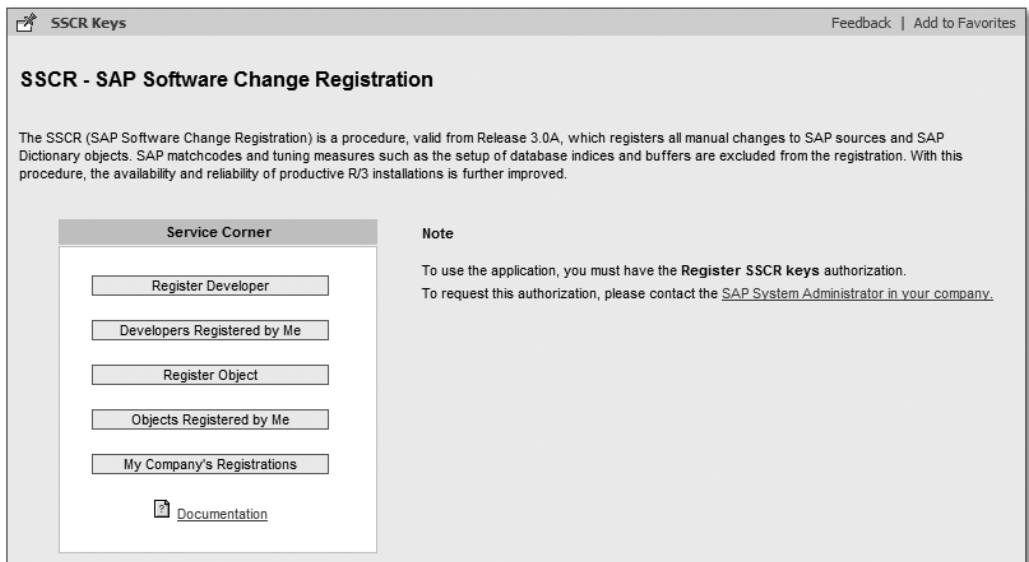 SSCR Keys
Feedback | Add to Favorites
SSCR - SAP Software Change Registration
The SSCR (SAP Software Change Registration) is a procedure, valid from Release 3.0A, which registers all manual changes to SAP sources and SAP
Dictionary objects. SAP matchcodes and tuning measures such as the setup of database indices and buffers are excluded from the registration. With this
procedure, the availability and reliability of productive R/3 installations is further improved.
Service Corner
Register Developer
Developers Registered by Me
Register Object
Objects Registered by Me
My Company's Registrations
Documentation
Note
To use the application, you must have the Register SSCR keys authorization.
To request this authorization, please contact the SAP System Administrator in your company.